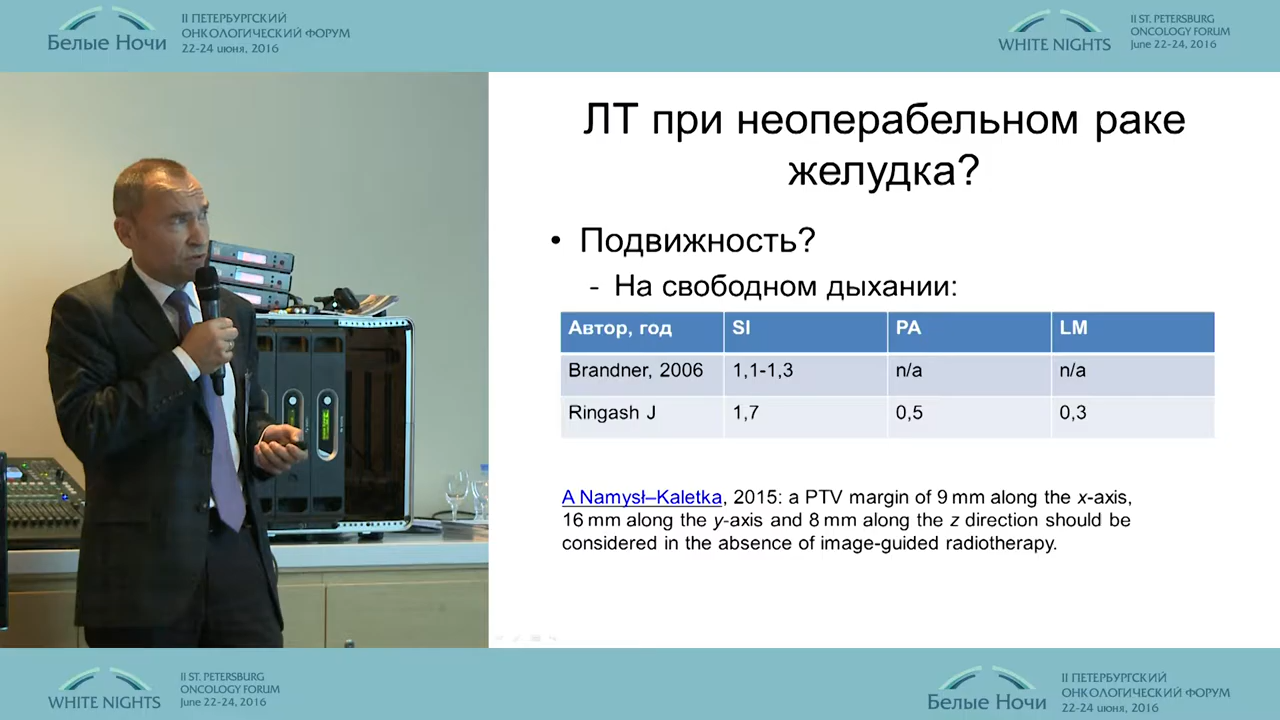 Белые Ночи
II ПЕТЕРБУРГСКИЙ
ОНКОЛОГИЧЕСКИЙ ФОРУМ
22-24 июня, 2016
WHITE NIGHTS
II ST. PETERSBURG
ONCOLOGY FORUM
June 22-24, 2016
ЛТ при неоперабельном раке
желудка?
• Подвижность?
- На свободном дыхании:
Автор, год SI PA LM
Brandner, 2006 1,1-1,3 n/a n/a
Ringash J 1,7 0,5 0,3
A Namysł–Kaletka, 2015: a PTV margin of 9 mm along the x-axis,
16 mm along the y-axis and 8 mm along the z direction should be
considered in the absence of image-guided radiotherapy.
WHITE NIGHTS
II ST. PETERSBURG
ONCOLOGY FORUM
June 22-24, 2016
Белые Ночи
II ПЕТЕРБУРГСКИЙ
ОНКОЛОГИЧЕСКИЙ ФОРУМ
22-24 июня, 2016